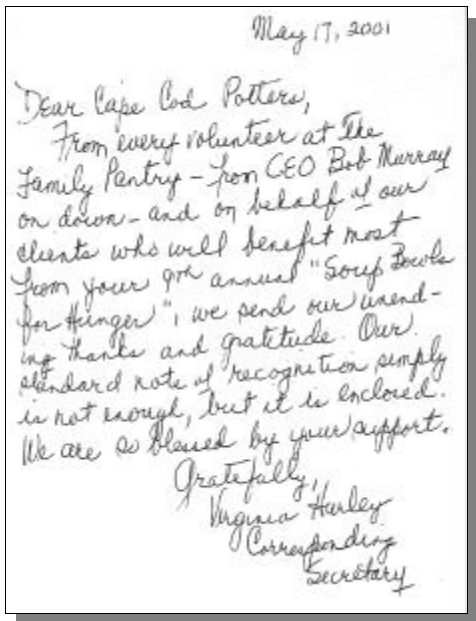 May 17, 2001
Dear Cape Cod Potters,
From every volunteer at The
Family Pantry - from CEO Bob Murray
on down - and on behalf of our
clients who will benefit most
from your 9th annual "Soup Bowls
for Hunger", we send our unend-
ing thanks and gratitude. Our
standard note of recognition simply
is not enough, but it is enclosed.
We are so blessed by your support.
Gratefully,
Virginia Hurley
Corresponding
Secretary